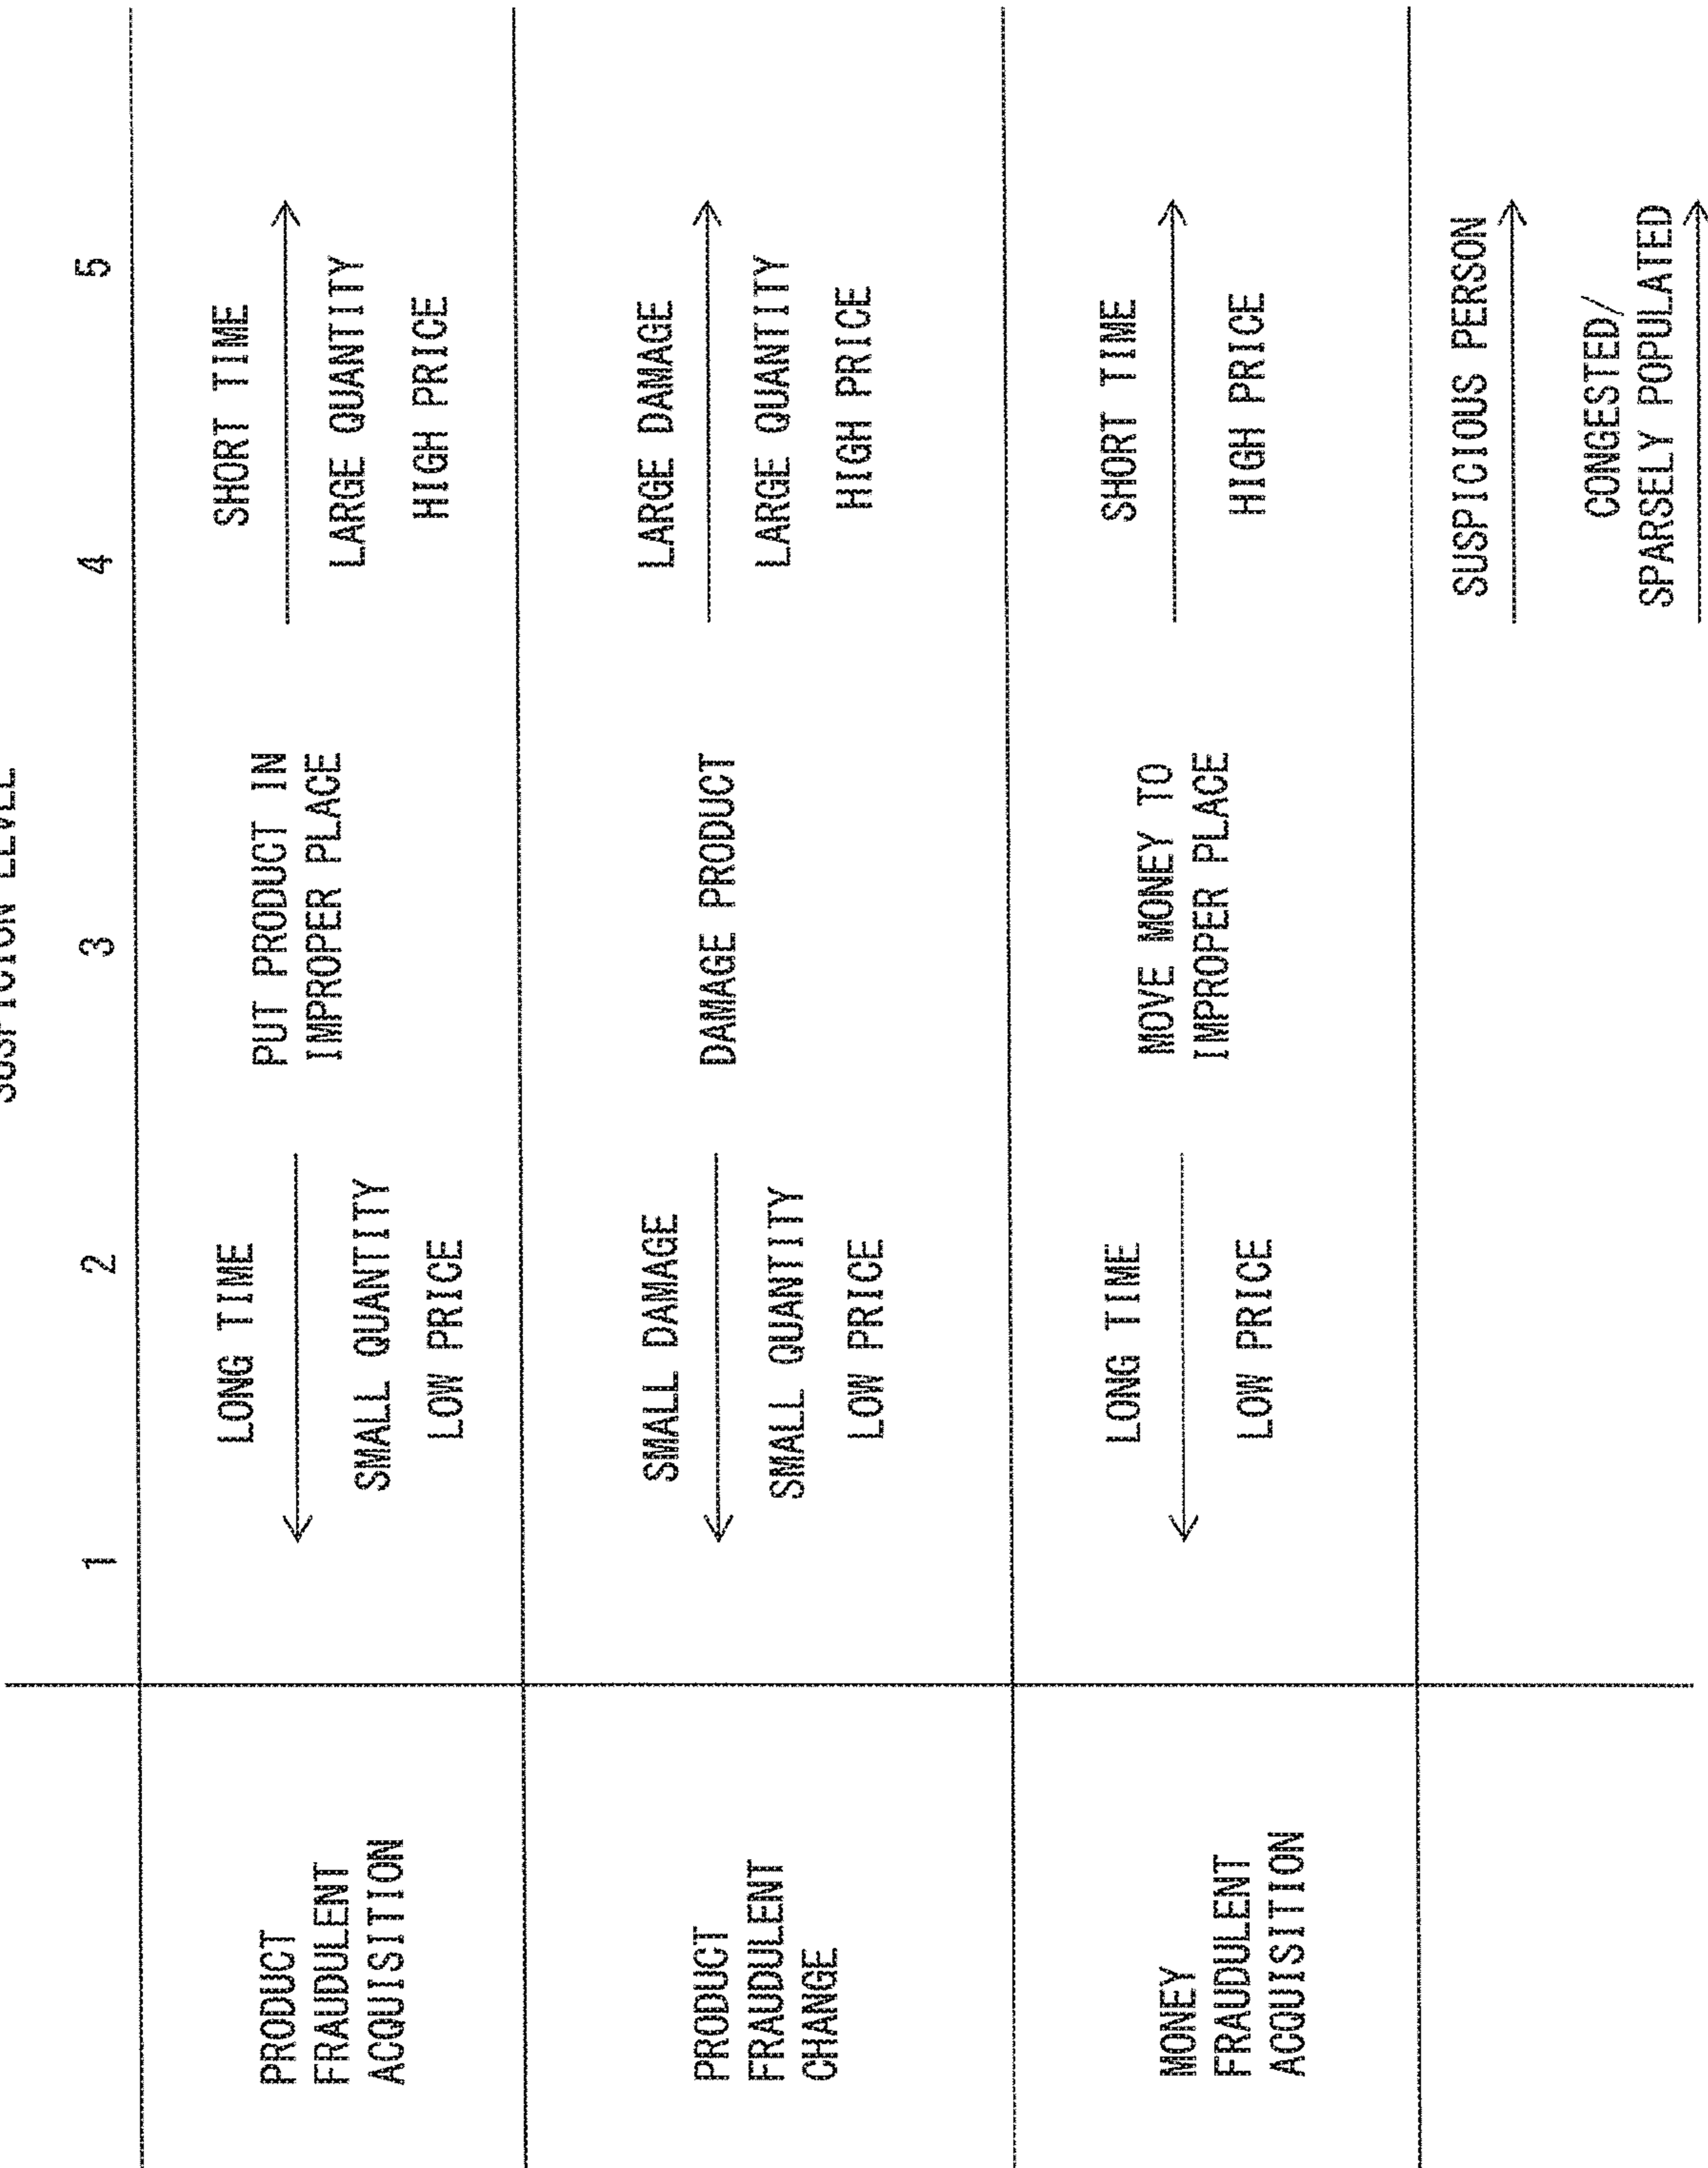 SUSPICION LEVEL
1 2 3 4 5
PRODUCT
FRAUDULENT
ACQUISITION
LONG TIME
SMALL QUANTITY
LOW PRICE
PUT PRODUCT IN
IMPROPER PLACE
SHORT TIME
LARGE QUANTITY
HIGH PRICE
PRODUCT
FRAUDULENT
CHANGE
SMALL DAMAGE
SMALL QUANTITY
LOW PRICE
DAMAGE PRODUCT
LARGE DAMAGE
LARGE QUANTITY
HIGH PRICE
MONEY
FRAUDULENT
ACQUISITION
LONG TIME
LOW PRICE
MOVE MONEY TO
IMPROPER PLACE
SHORT TIME
HIGH PRICE
SUSPICIOUS PERSON
CONGESTED/
SPARSELY POPULATED